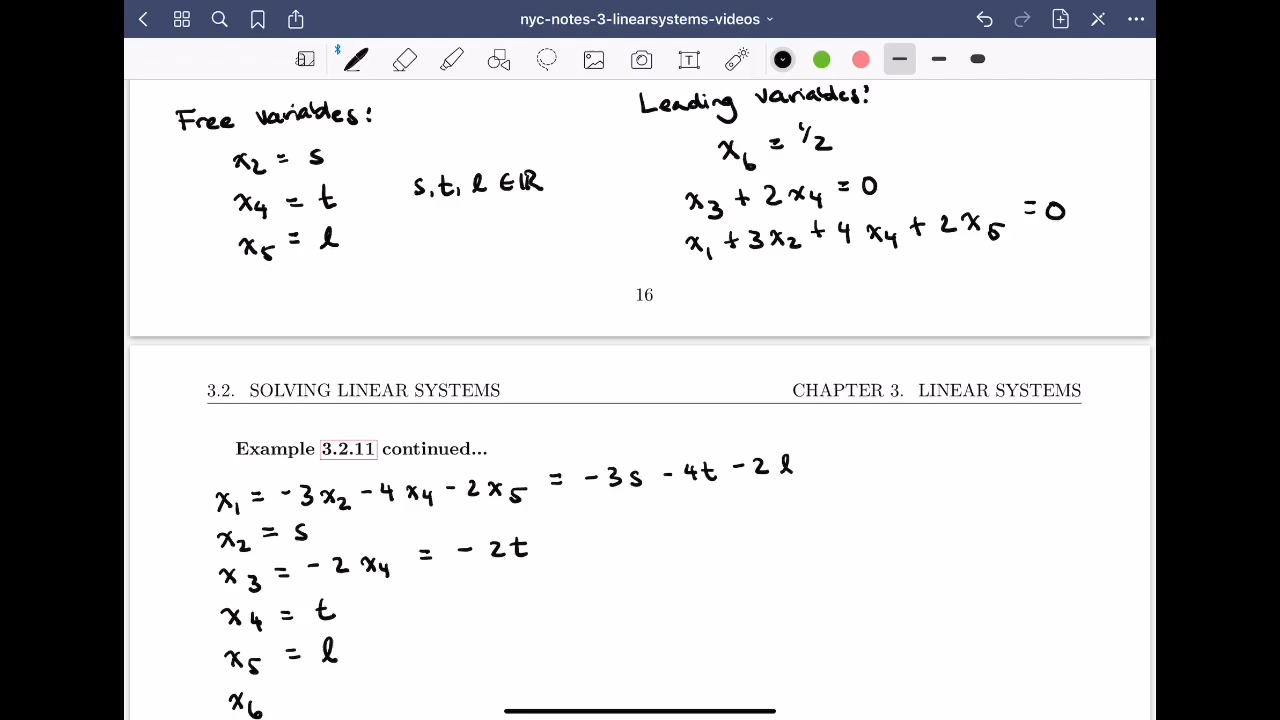 nyc-notes-3-linearsystems-videos
T
Free variables:
x₂ = s
x₄ = t
x₅ = l
s, t, l ∈ ℝ
Leading variables:
x₆ = 1/2
x₃ + 2x₄ = 0
x₁ + 3x₂ + 4x₄ + 2x₅ = 0
16
3.2. SOLVING LINEAR SYSTEMS CHAPTER 3. LINEAR SYSTEMS
Example 3.2.11 continued...
x₁ = -3x₂ - 4x₄ - 2x₅ = -3s - 4t - 2l
x₂ = s
x₃ = -2x₄ = -2t
x₄ = t
x₅ = l
x₆